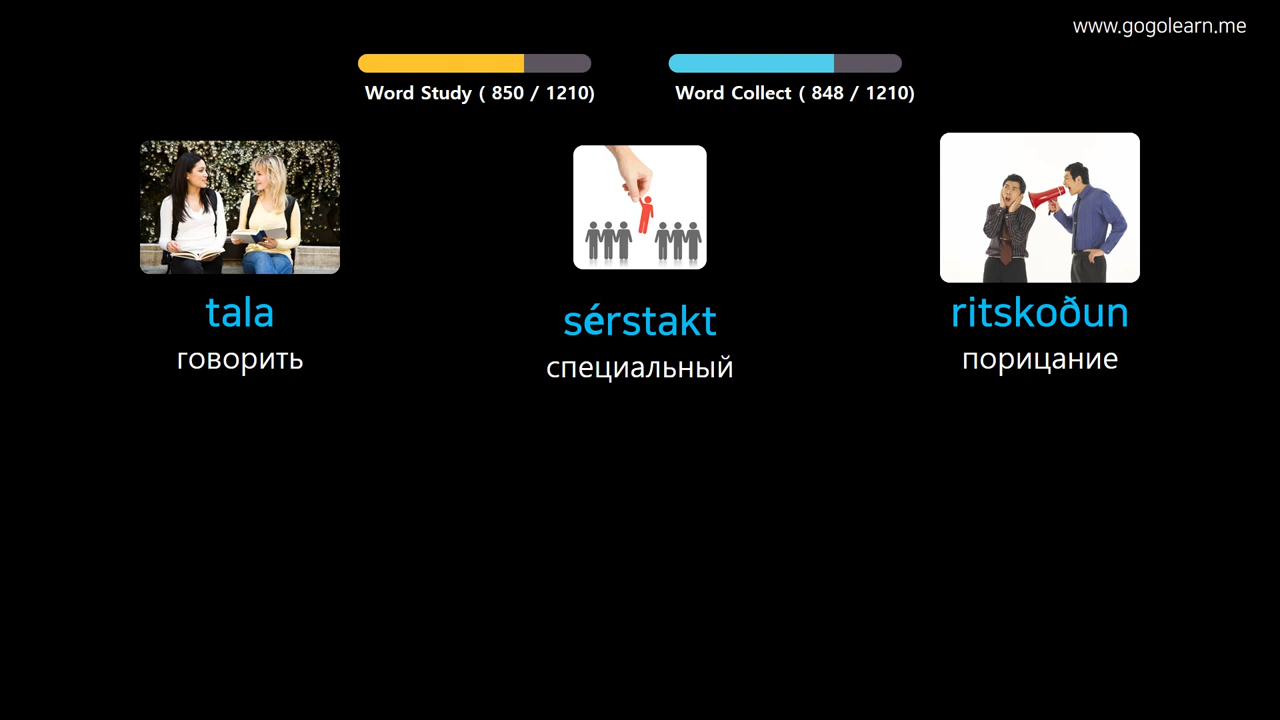 www.gogolearn.me
Word Study ( 850 / 1210)
Word Collect ( 848 / 1210)
tala
говорить
sérstakt
специальный
ritskoðun
порицание